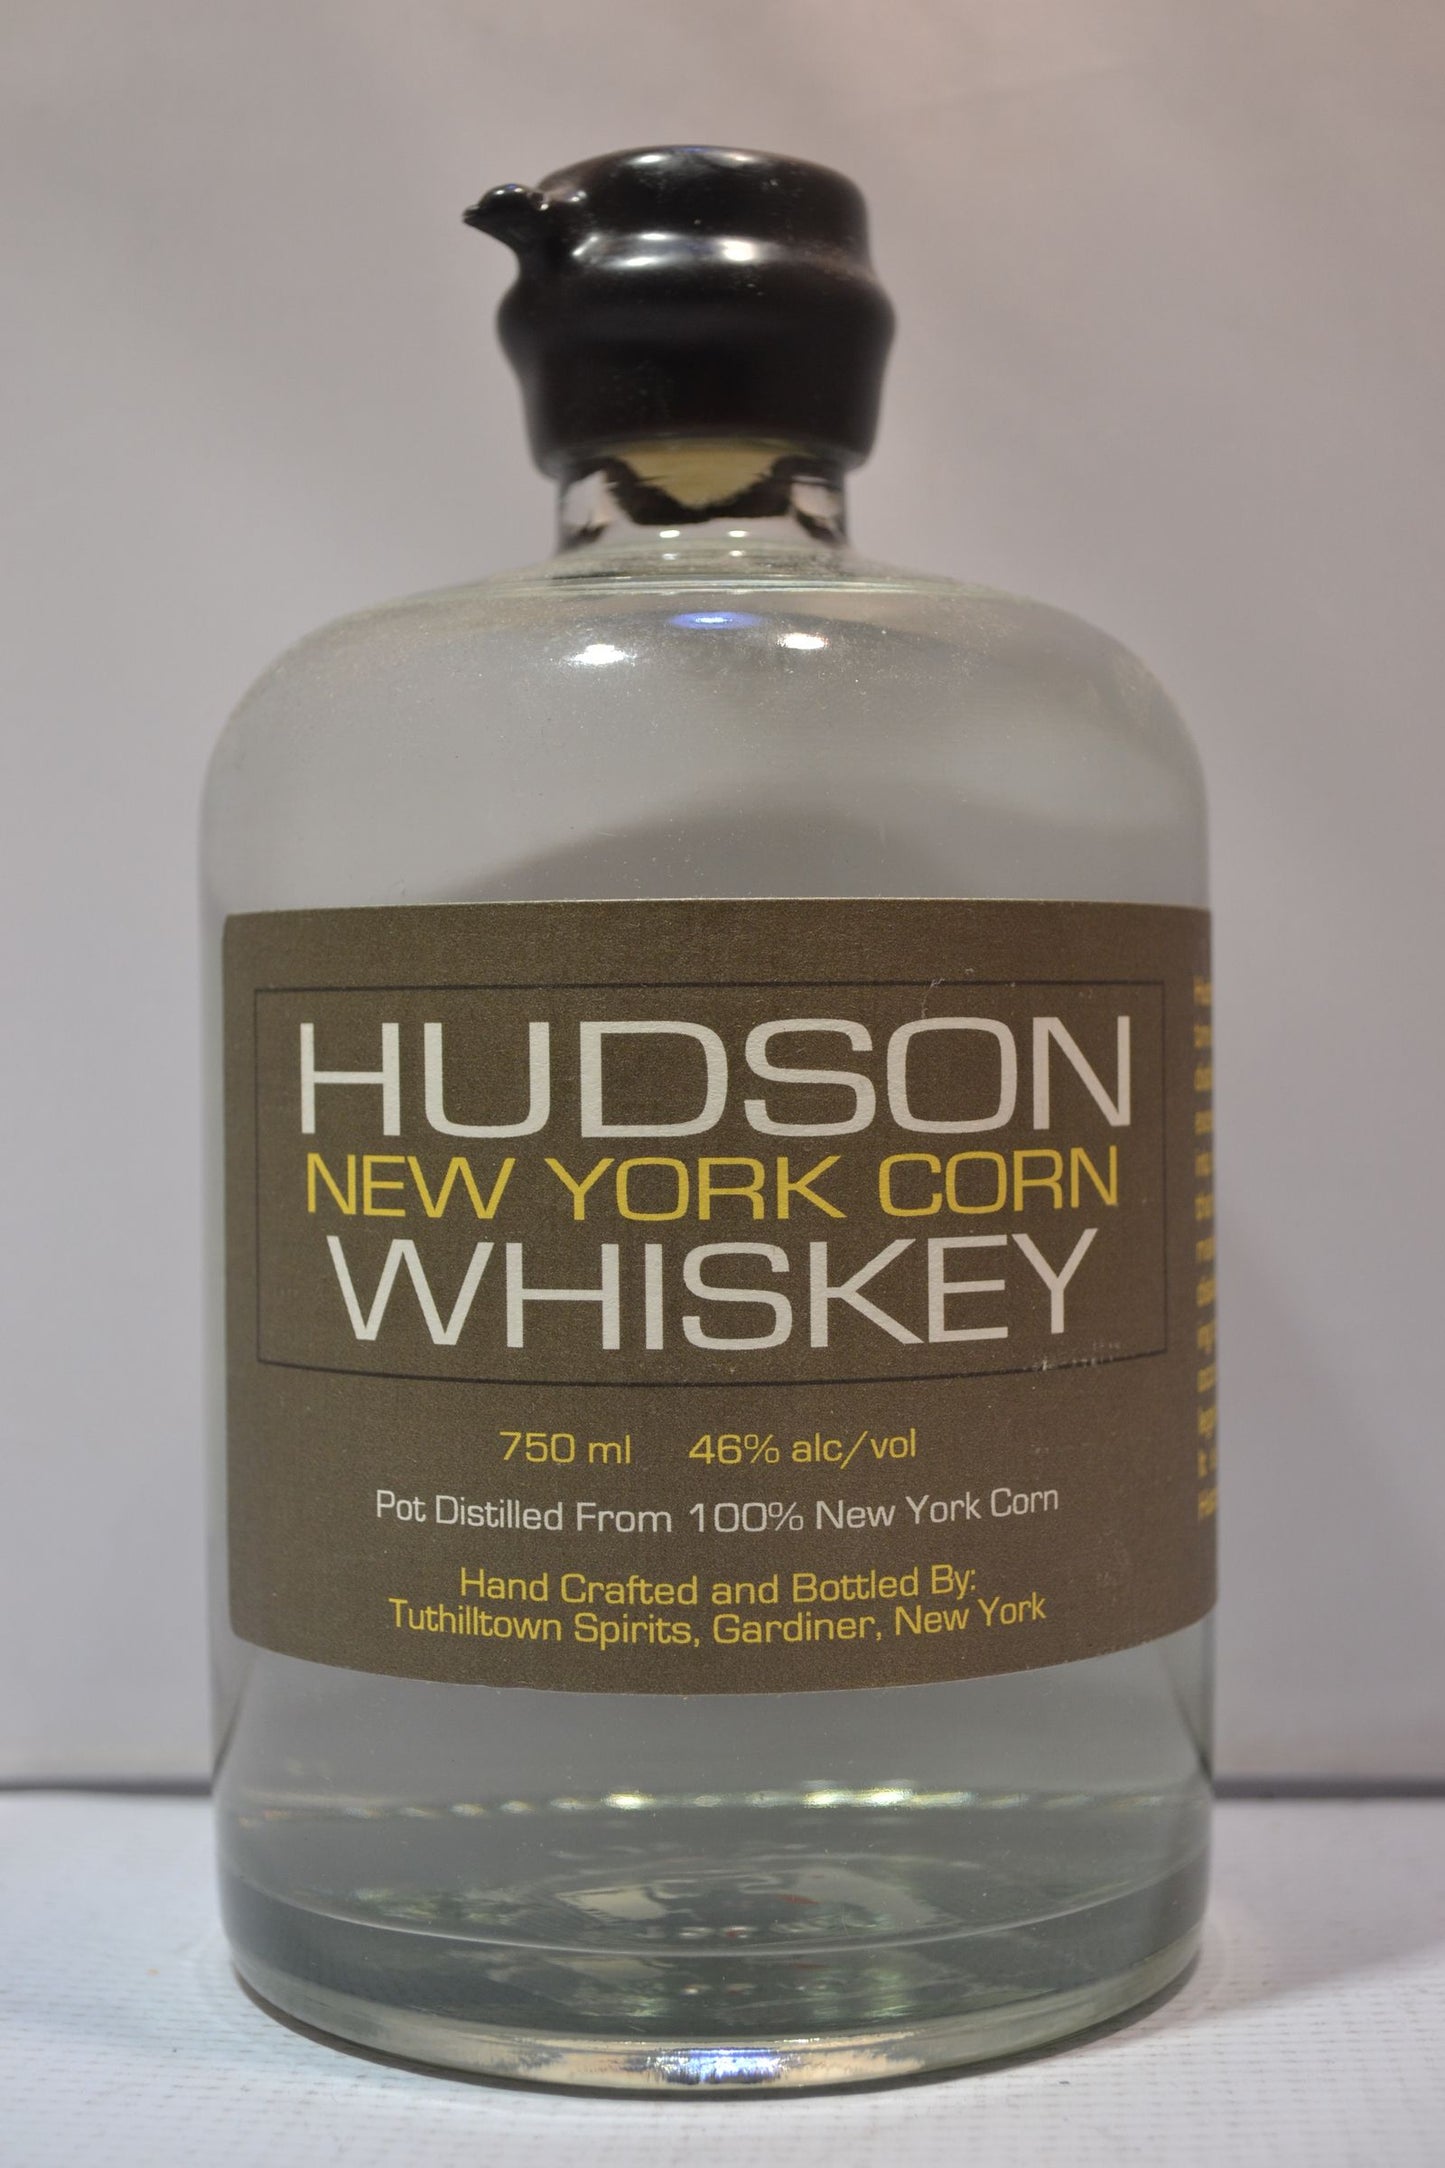 HUDSON
NEW YORK CORN
WHISKEY
750 ml 46% alc/vol
Pot Distilled From 100% New York Corn
Hand Crafted and Bottled By:
Tuthilltown Spirits, Gardiner, New York